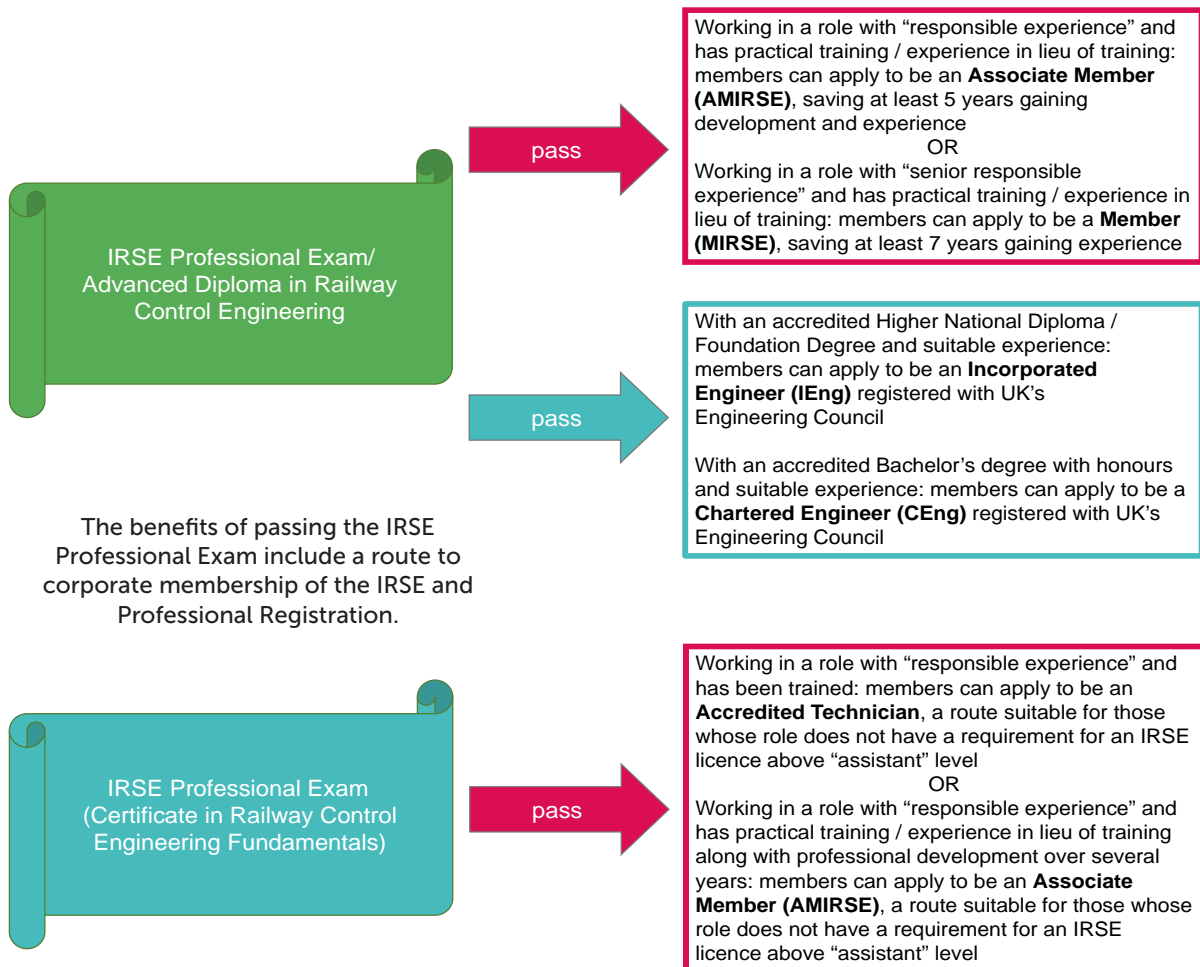 IRSE Professional Exam/
Advanced Diploma in Railway
Control Engineering
pass
Working in a role with “responsible experience” and
has practical training / experience in lieu of training:
members can apply to be an Associate Member
(AMIRSE), saving at least 5 years gaining
development and experience
OR
Working in a role with “senior responsible
experience” and has practical training / experience in
lieu of training: members can apply to be a Member
(MIRSE), saving at least 7 years gaining experience
pass
With an accredited Higher National Diploma /
Foundation Degree and suitable experience:
members can apply to be an Incorporated
Engineer (IEng) registered with UK’s
Engineering Council
With an accredited Bachelor’s degree with honours
and suitable experience: members can apply to be a
Chartered Engineer (CEng) registered with UK’s
Engineering Council
The benefits of passing the IRSE
Professional Exam include a route to
corporate membership of the IRSE and
Professional Registration.
IRSE Professional Exam
(Certificate in Railway Control
Engineering Fundamentals)
pass
Working in a role with “responsible experience” and
has been trained: members can apply to be an
Accredited Technician, a route suitable for those
whose role does not have a requirement for an IRSE
licence above “assistant” level
OR
Working in a role with “responsible experience” and
has practical training / experience in lieu of training
along with professional development over several
years: members can apply to be an Associate
Member (AMIRSE), a route suitable for those whose
role does not have a requirement for an IRSE
licence above “assistant” level